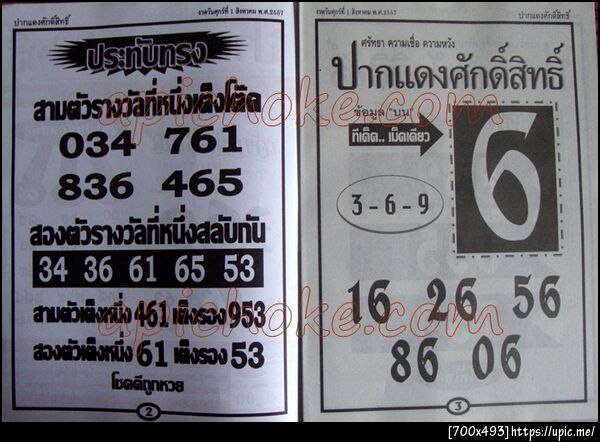 งวดวันศุกร์ที่ 1 สิงหาคม พ.ศ.2557
ปากแดงศักดิ์สิทธิ์
ประทับทรง
สามตัวรางวัลที่หนึ่งเต็งโต๊ด
034 761
836 465
สองตัวรางวัลที่หนึ่งสลับกัน
34 36 61 65 53
สามตัวเต็งหนึ่ง 461 เต็งรอง 953
สองตัวเต็งหนึ่ง 61 เต็งรอง 53
โชคดีถูกหวย
2
งวดวันศุกร์ที่ 1 สิงหาคม พ.ศ.2557
ปากแดงศักดิ์สิทธิ์
ศรัทธา ความเชื่อ ความหวัง
ปากแดงศักดิ์สิทธิ์
ข้อมูล "บน"
ทีเด็ด.. เม็ดเดียว
6
3-6-9
16 26 56
86 06
3
apichoke.com
apichoke.com
[700x493]https://upic.me/